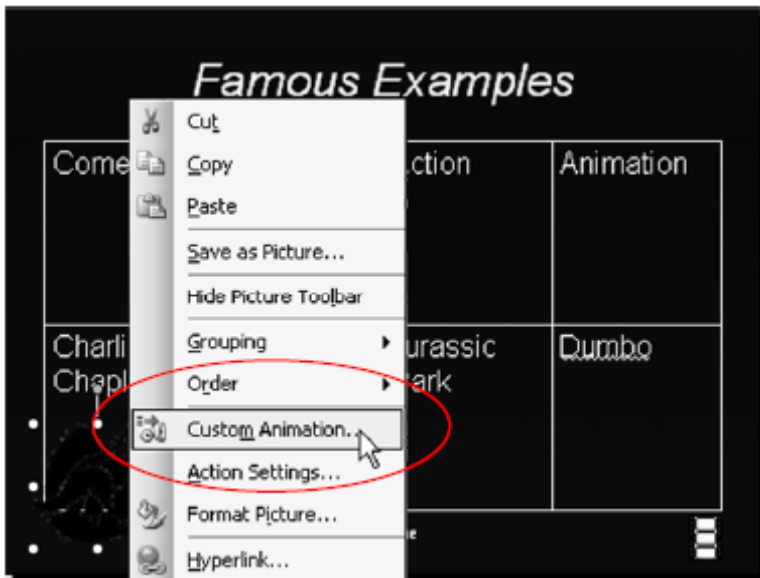 Famous Examples
Cut
Copy
Paste
Save as Picture...
Hide Picture Toolbar
Grouping
Order
Custom Animation...
Action Settings...
Format Picture...
Hyperlink...
Come
ction
Animation
Charli
Chapl
urassic
ark
Dumbo